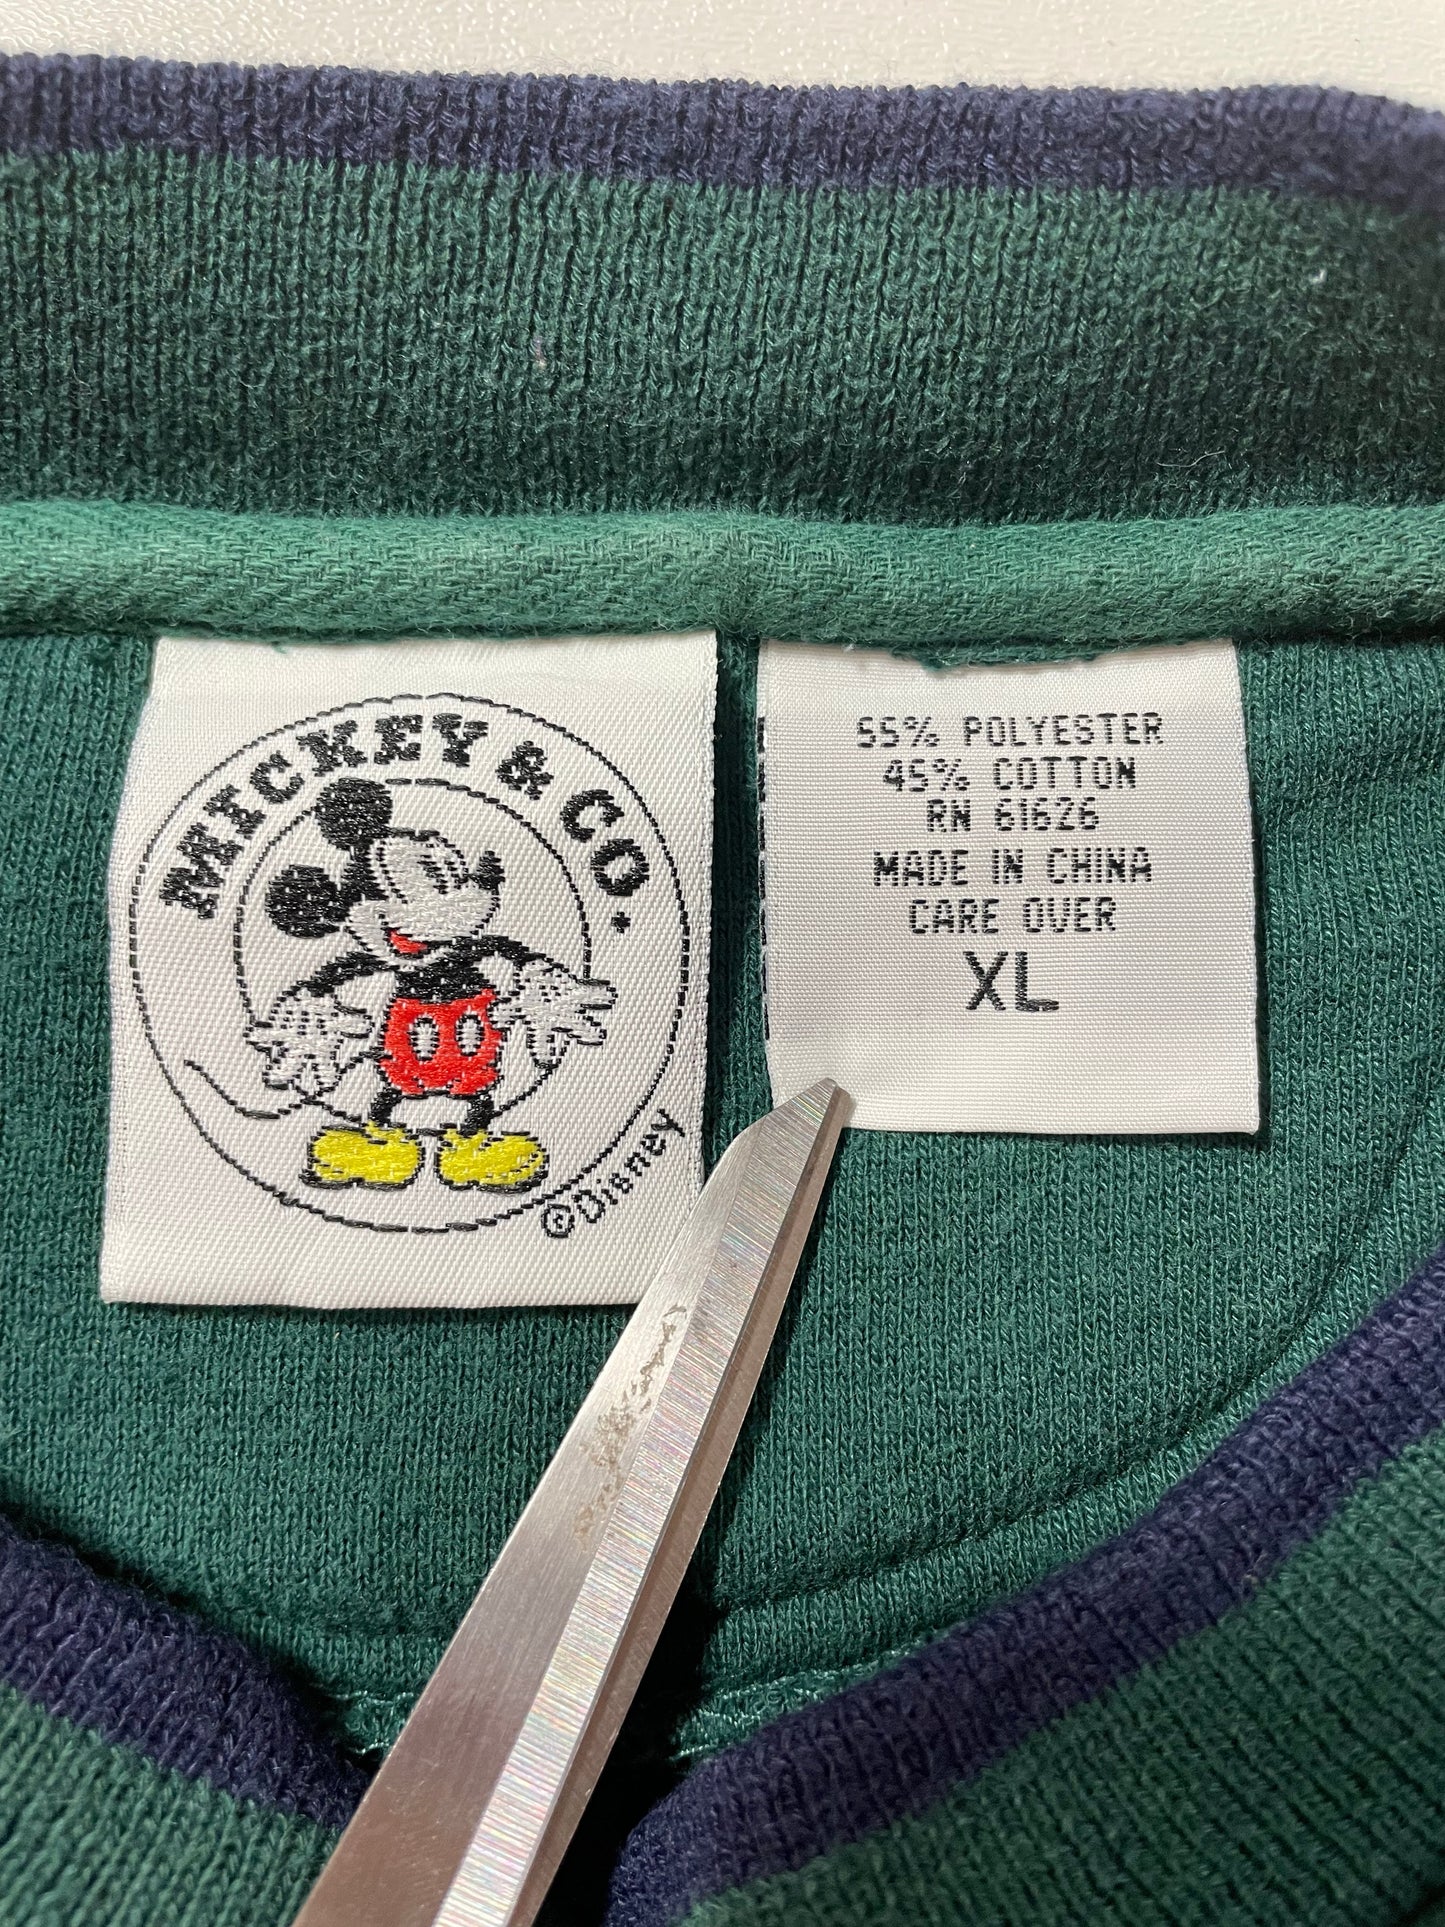 MICKEY & CO.
©Disney
55% POLYESTER
45% COTTON
RN 61626
MADE IN CHINA
CARE OVER
XL